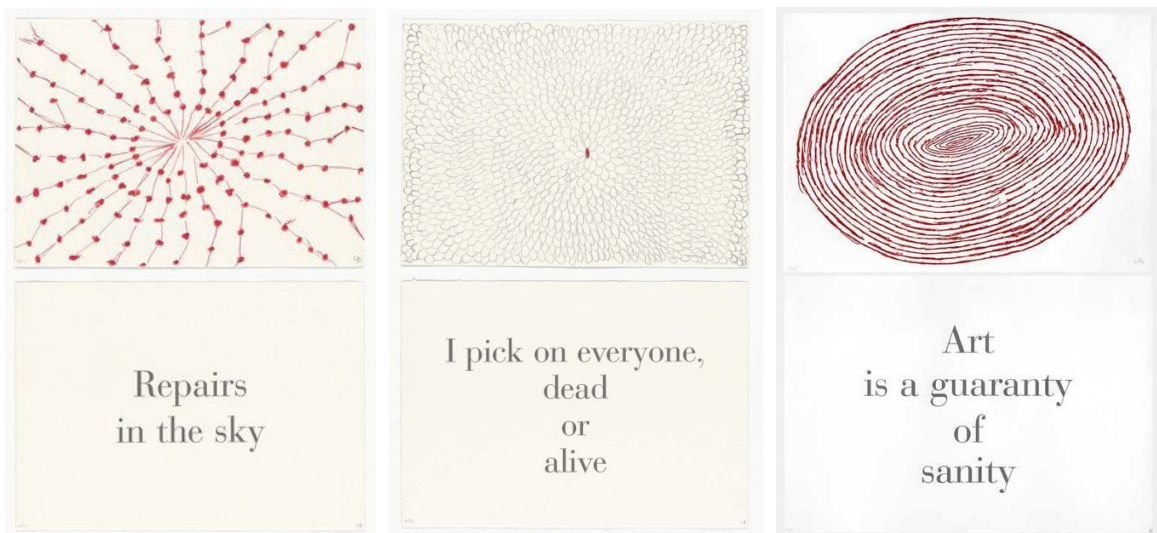 Repairs
in the sky
I pick on everyone,
dead
or
alive
Art
is a guaranty
of
sanity